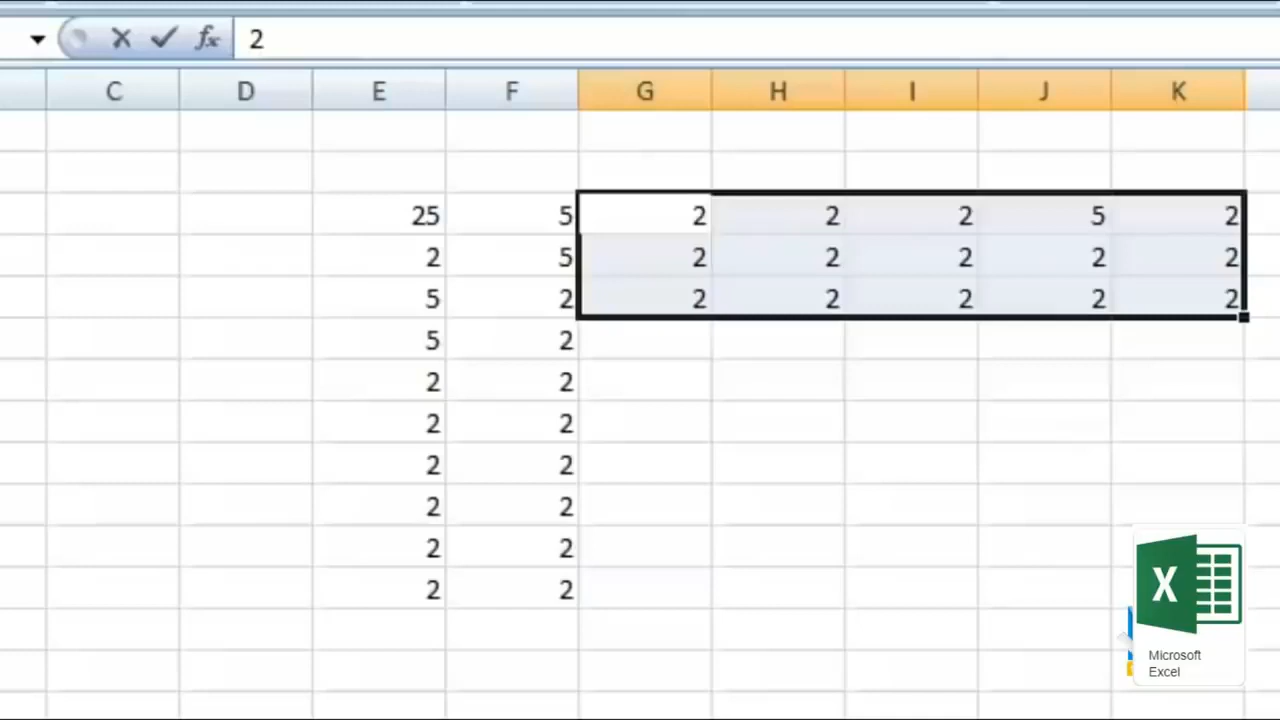 2
C D E F G H I J K
25 5 2 2 2 5 2
2 5 2 2 2 2 2
5 2 2 2 2 2 2
5 2
2 2
2 2
2 2
2 2
2 2
2 2
X
Microsoft
Excel